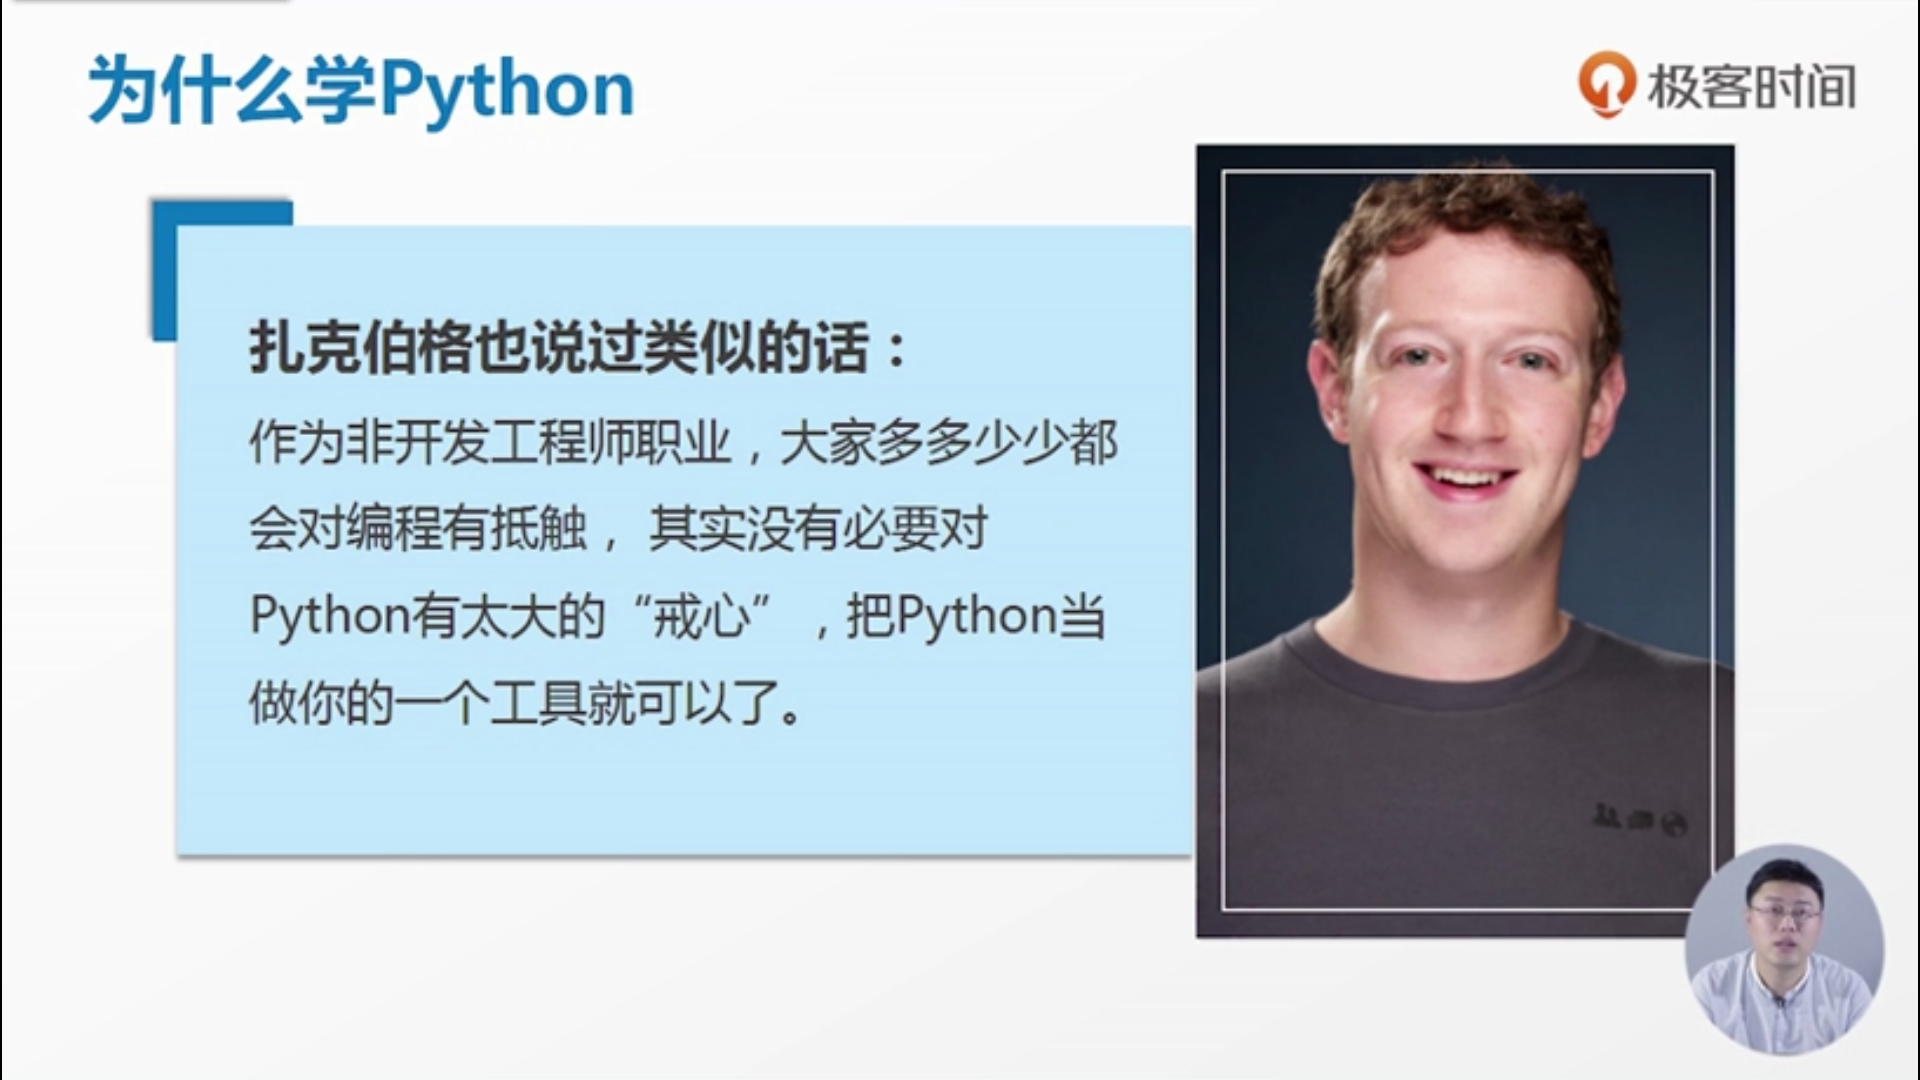 为什么学Python
极客时间
扎克伯格也说过类似的话：
作为非开发工程师职业，大家多多少少都
会对编程有抵触， 其实没有必要对
Python有太大的“戒心”，把Python当
做你的一个工具就可以了。